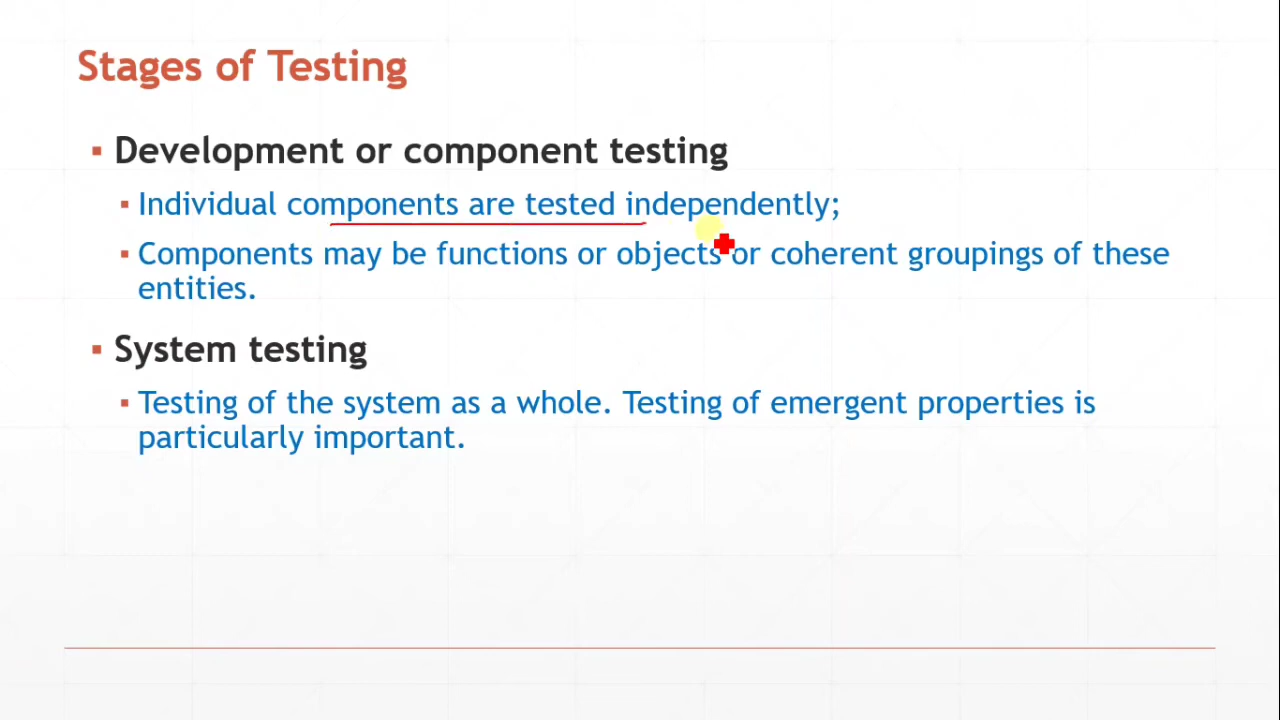 Stages of Testing
Development or component testing
Individual components are tested independently;
Components may be functions or objects or coherent groupings of these
entities.
System testing
Testing of the system as a whole. Testing of emergent properties is
particularly important.